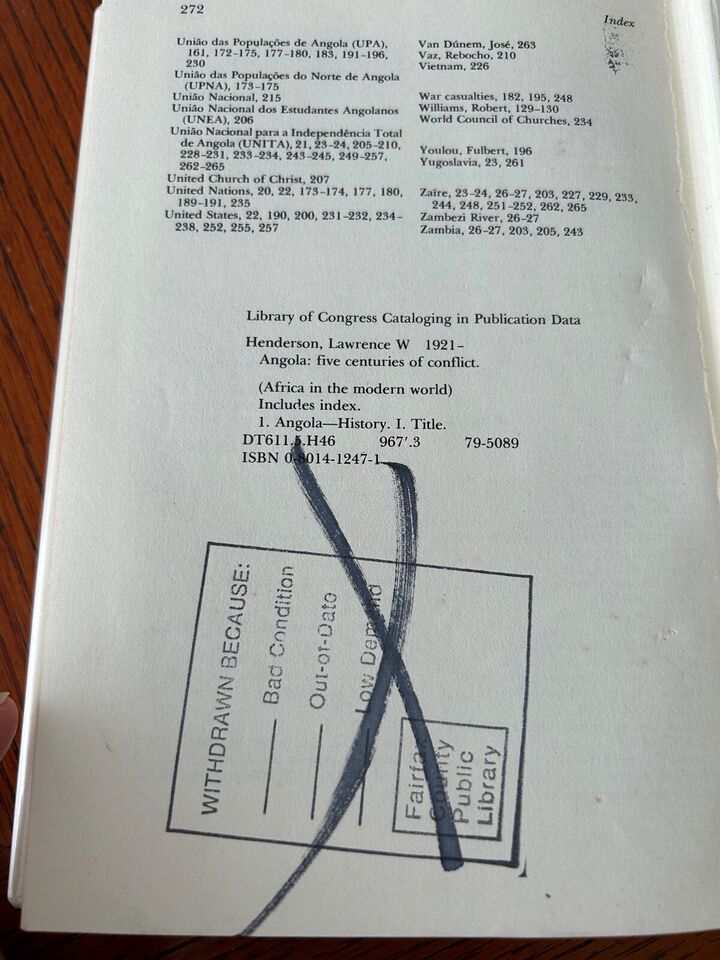 272
Index
União das Populações de Angola (UPA),
161, 172-175, 177-180, 183, 191-196,
230
União das Populações do Norte de Angola
(UPNA), 173-175
União Nacional, 215
União Nacional dos Estudantes Angolanos
(UNEA), 206
União Nacional para a Independência Total
de Angola (UNITA), 21, 23-24, 205-210,
228-231, 233-234, 243-245, 249-257,
262-265
United Church of Christ, 207
United Nations, 20, 22, 173-174, 177, 180,
189-191, 235
United States, 22, 190, 200, 231-232, 234-
238, 252, 255, 257
Van Dúnem, José, 263
Vaz, Rebocho, 210
Vietnam, 226
War casualties, 182, 195, 248
Williams, Robert, 129-130
World Council of Churches, 234
Youlou, Fulbert, 196
Yugoslavia, 23, 261
Zaïre, 23-24, 26-27, 203, 227, 229, 233,
244, 248, 251-252, 262, 265
Zambezi River, 26-27
Zambia, 26-27, 203, 205, 243
Library of Congress Cataloging in Publication Data
Henderson, Lawrence W 1921-
Angola: five centuries of conflict.
(Africa in the modern world)
Includes index.
1. Angola—History. I. Title.
DT611.5.H46 967'.3 79-5089
ISBN 0-8014-1247-1
WITHDRAWN BECAUSE:
Bad Condition
Out-of-Date
Low Demand
Fairfax
County
Public
Library